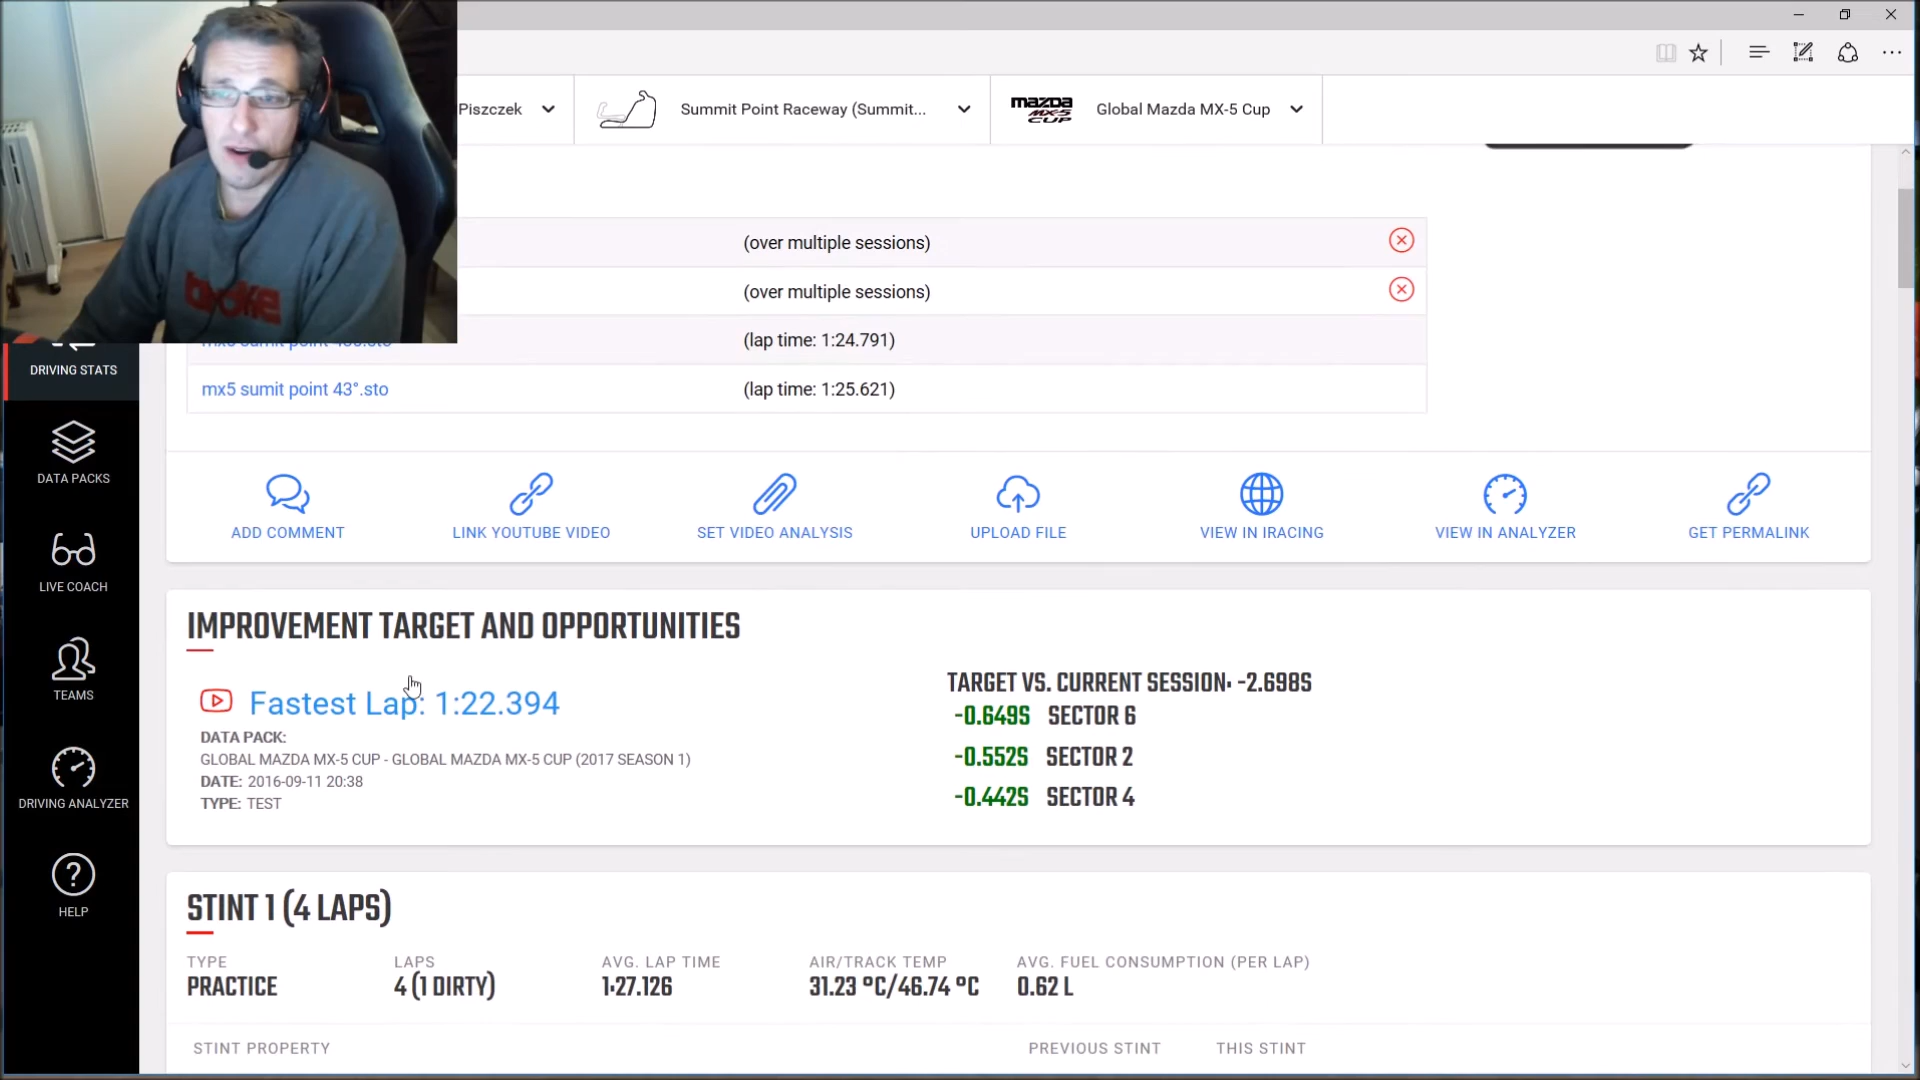 Piszczek
Summit Point Raceway (Summit...
mazda
MX-5
CUP
Global Mazda MX-5 Cup
(over multiple sessions)
(over multiple sessions)
(lap time: 1:24.791)
mx5 sumit point 43°.sto
(lap time: 1:25.621)
DRIVING STATS
DATA PACKS
LIVE COACH
TEAMS
DRIVING ANALYZER
HELP
ADD COMMENT
LINK YOUTUBE VIDEO
SET VIDEO ANALYSIS
UPLOAD FILE
VIEW IN IRACING
VIEW IN ANALYZER
GET PERMALINK
IMPROVEMENT TARGET AND OPPORTUNITIES
Fastest Lap: 1:22.394
DATA PACK:
GLOBAL MAZDA MX-5 CUP - GLOBAL MAZDA MX-5 CUP (2017 SEASON 1)
DATE: 2016-09-11 20:38
TYPE: TEST
TARGET VS. CURRENT SESSION: -2.698S
-0.649S SECTOR 6
-0.552S SECTOR 2
-0.442S SECTOR 4
STINT 1 (4 LAPS)
TYPE
PRACTICE
LAPS
4 (1 DIRTY)
AVG. LAP TIME
1:27.126
AIR/TRACK TEMP
31.23 ºC/46.74 ºC
AVG. FUEL CONSUMPTION (PER LAP)
0.62 L
STINT PROPERTY
PREVIOUS STINT
THIS STINT